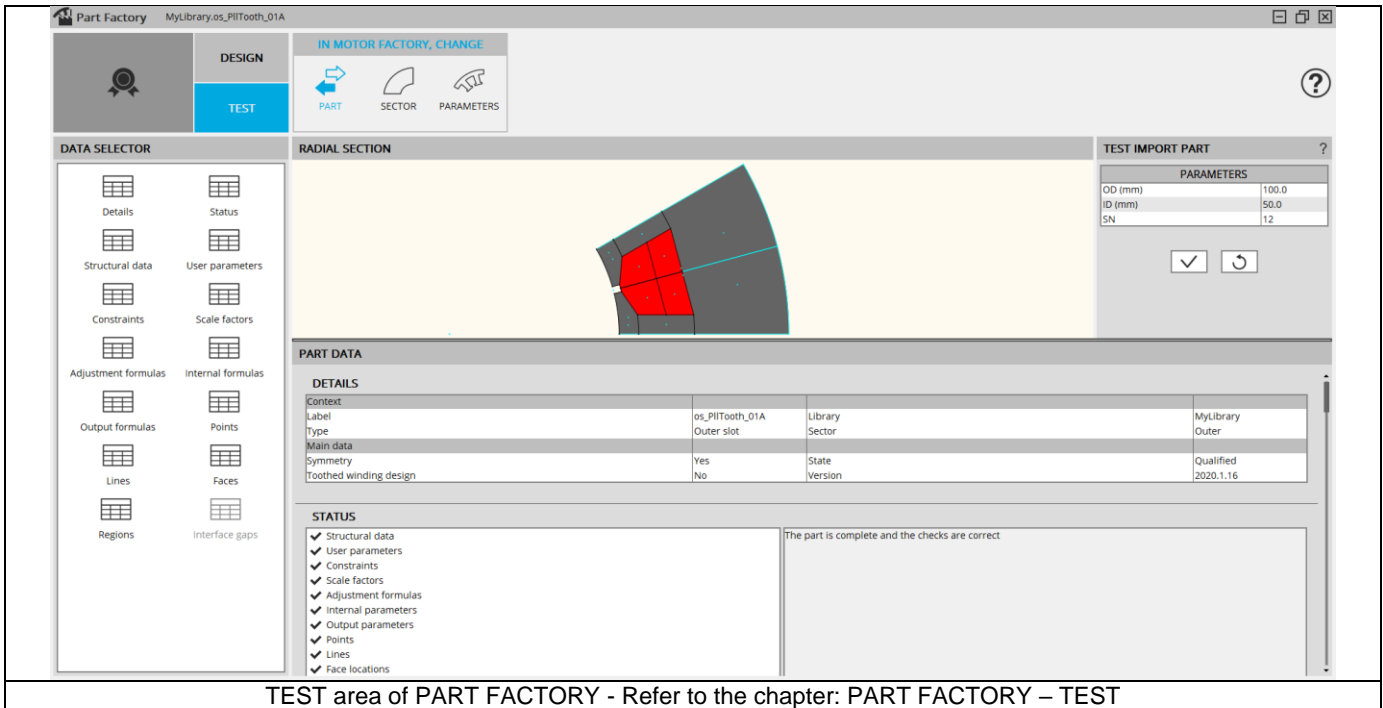 Part Factory MyLibrary.os_PllTooth_01A
DESIGN
TEST
IN MOTOR FACTORY, CHANGE
PART SECTOR PARAMETERS
?
DATA SELECTOR
Details Status
Structural data User parameters
Constraints Scale factors
Adjustment formulas Internal formulas
Output formulas Points
Lines Faces
Regions Interface gaps
RADIAL SECTION
TEST IMPORT PART ?
PARAMETERS
OD (mm) 100.0
ID (mm) 50.0
SN 12
PART DATA
DETAILS
Context
Label os_PllTooth_01A Library MyLibrary
Type Outer slot Sector Outer
Main data
Symmetry Yes State Qualified
Toothed winding design No Version 2020.1.16
STATUS
Structural data
User parameters
Constraints
Scale factors
Adjustment formulas
Internal parameters
Output parameters
Points
Lines
Face locations
The part is complete and the checks are correct
TEST area of PART FACTORY - Refer to the chapter: PART FACTORY – TEST